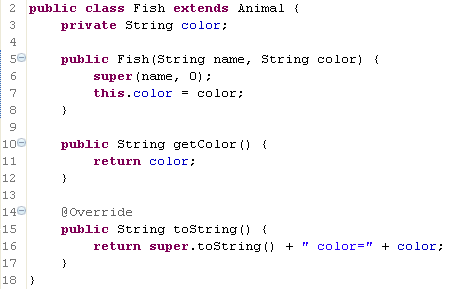 2 public class Fish extends Animal {
3     private String color;
4
5     public Fish(String name, String color) {
6         super(name, 0);
7         this.color = color;
8     }
9
10     public String getColor() {
11         return color;
12     }
13
14     @Override
15     public String toString() {
16         return super.toString() + " color=" + color;
17     }
18 }